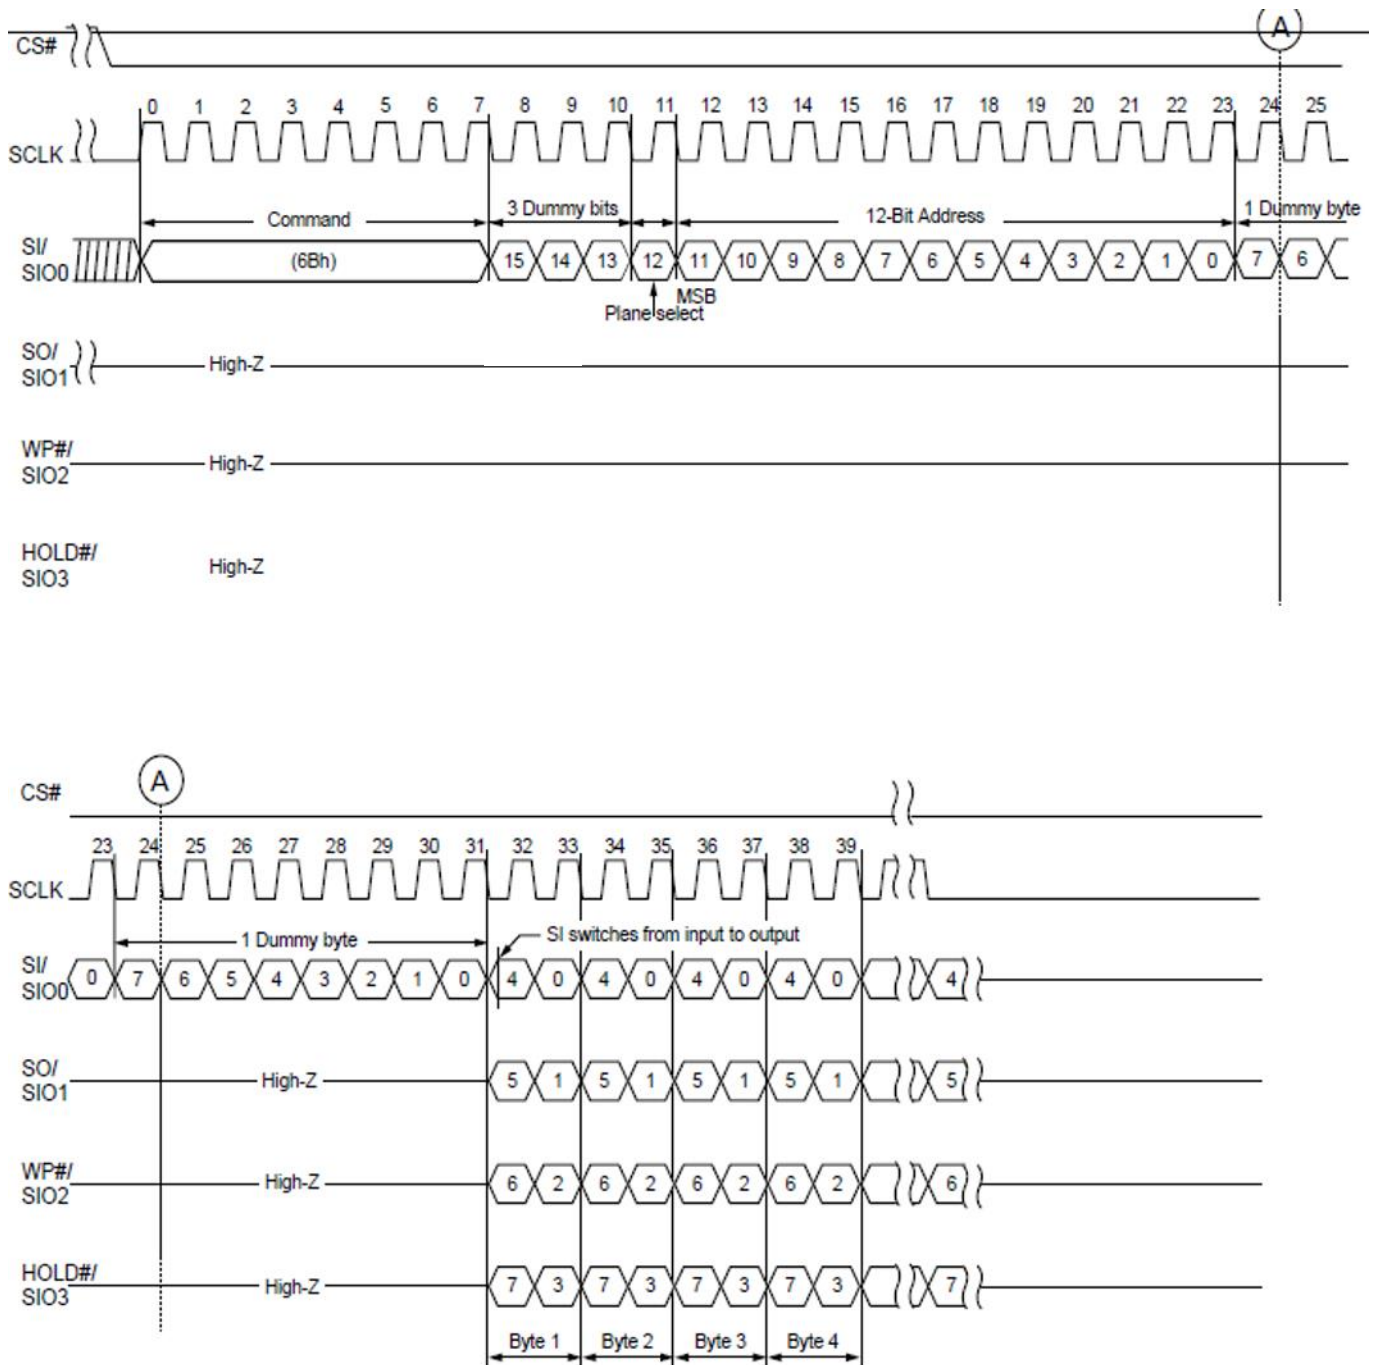 A
CS#
0 1 2 3 4 5 6 7 8 9 10 11 12 13 14 15 16 17 18 19 20 21 22 23 24 25
SCLK
Command 3 Dummy bits 12-Bit Address 1 Dummy byte
SI/
SIO0
(6Bh) 15 14 13 12 11 10 9 8 7 6 5 4 3 2 1 0 7 6
MSB
Plane select
SO/
SIO1
High-Z
WP#/
SIO2
High-Z
HOLD#/
SIO3
High-Z
A
CS#
23 24 25 26 27 28 29 30 31 32 33 34 35 36 37 38 39
SCLK
1 Dummy byte SI switches from input to output
SI/
SIO0
0 7 6 5 4 3 2 1 0 4 0 4 0 4 0 4 0 4
SO/
SIO1
High-Z 5 1 5 1 5 1 5 1 5
WP#/
SIO2
High-Z 6 2 6 2 6 2 6 2 6
HOLD#/
SIO3
High-Z 7 3 7 3 7 3 7 3 7
Byte 1 Byte 2 Byte 3 Byte 4